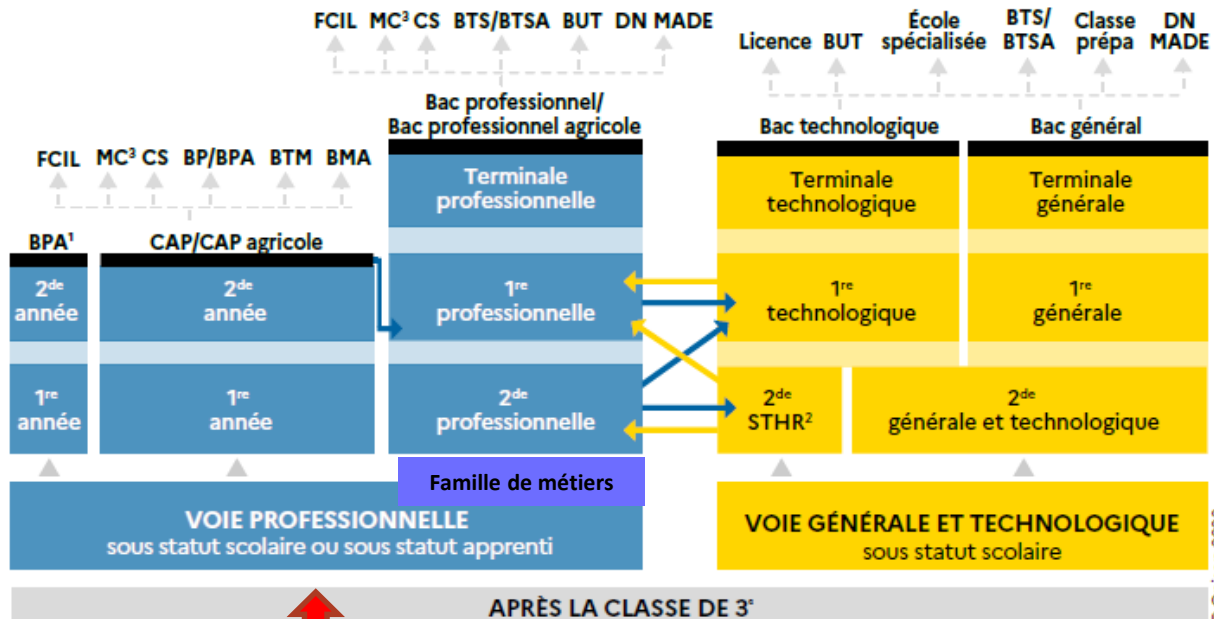 FCIL MC³ CS BTS/BTSA BUT DN MADE
Licence BUT École spécialisée BTS/ BTSA Classe prépa DN MADE
Bac professionnel/
Bac professionnel agricole
Bac technologique
Bac général
FCIL MC³ CS BP/BPA BTM BMA
Terminale
professionnelle
Terminale
technologique
Terminale
générale
BPA¹
CAP/CAP agricole
2de
année
2de
année
1re
professionnelle
1re
technologique
1re
générale
1re
année
1re
année
2de
professionnelle
2de
STHR²
2de
générale et technologique
Famille de métiers
VOIE PROFESSIONNELLE
sous statut scolaire ou sous statut apprenti
VOIE GÉNÉRALE ET TECHNOLOGIQUE
sous statut scolaire
APRÈS LA CLASSE DE 3e